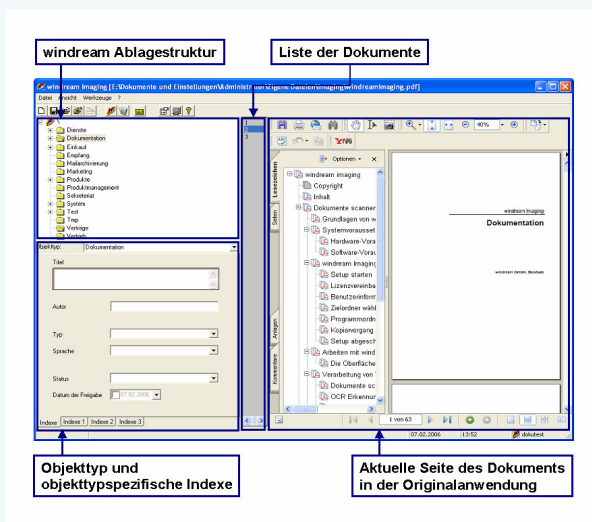 windream Ablagestruktur
Liste der Dokumente
windream Imaging [E:\Dokumente und Einstellungen\Administrator\Eigene Dateien\Imaging\windreamimaging.pdf]
Datei Ansicht Werkzeuge ?
Dienste
Dokumentation
Einkauf
Empfang
Mailarchivierung
Marketing
Produkte
Produktmanagement
Sekretariat
System
Test
Tmp
Verträge
Vertrieb
Objekttyp: Dokumentation
Titel
Autor
Typ
Sprache
Status
Datum der Freigabe 07.02.2006
Indexe Indexe 1 Indexe 2 Indexe 3
1
2
3
40%
Optionen
Lesezeichen
Seiten
Anlagen
Kommentare
windream imaging
Copyright
Inhalt
Dokumente scannen
Grundlagen von w
Systemvorausset
Hardware-Vora
Software-Vorau
windream Imaging
Setup starten
Lizenzvereinba
Benutzerinform
Zielordner wähl
Programmordn
Kopiervorgang
Setup abgesch
Arbeiten mit wind
Die Oberfläche
Verarbeitung von
Dokumente sc
OCR Erkennur
windream Imaging
Dokumentation
windream GmbH, Bochum
1 von 63
07.02.2006 13:52 dokutest
Objekttyp und
objekttypspezifische Indexe
Aktuelle Seite des Dokuments
in der Originalanwendung